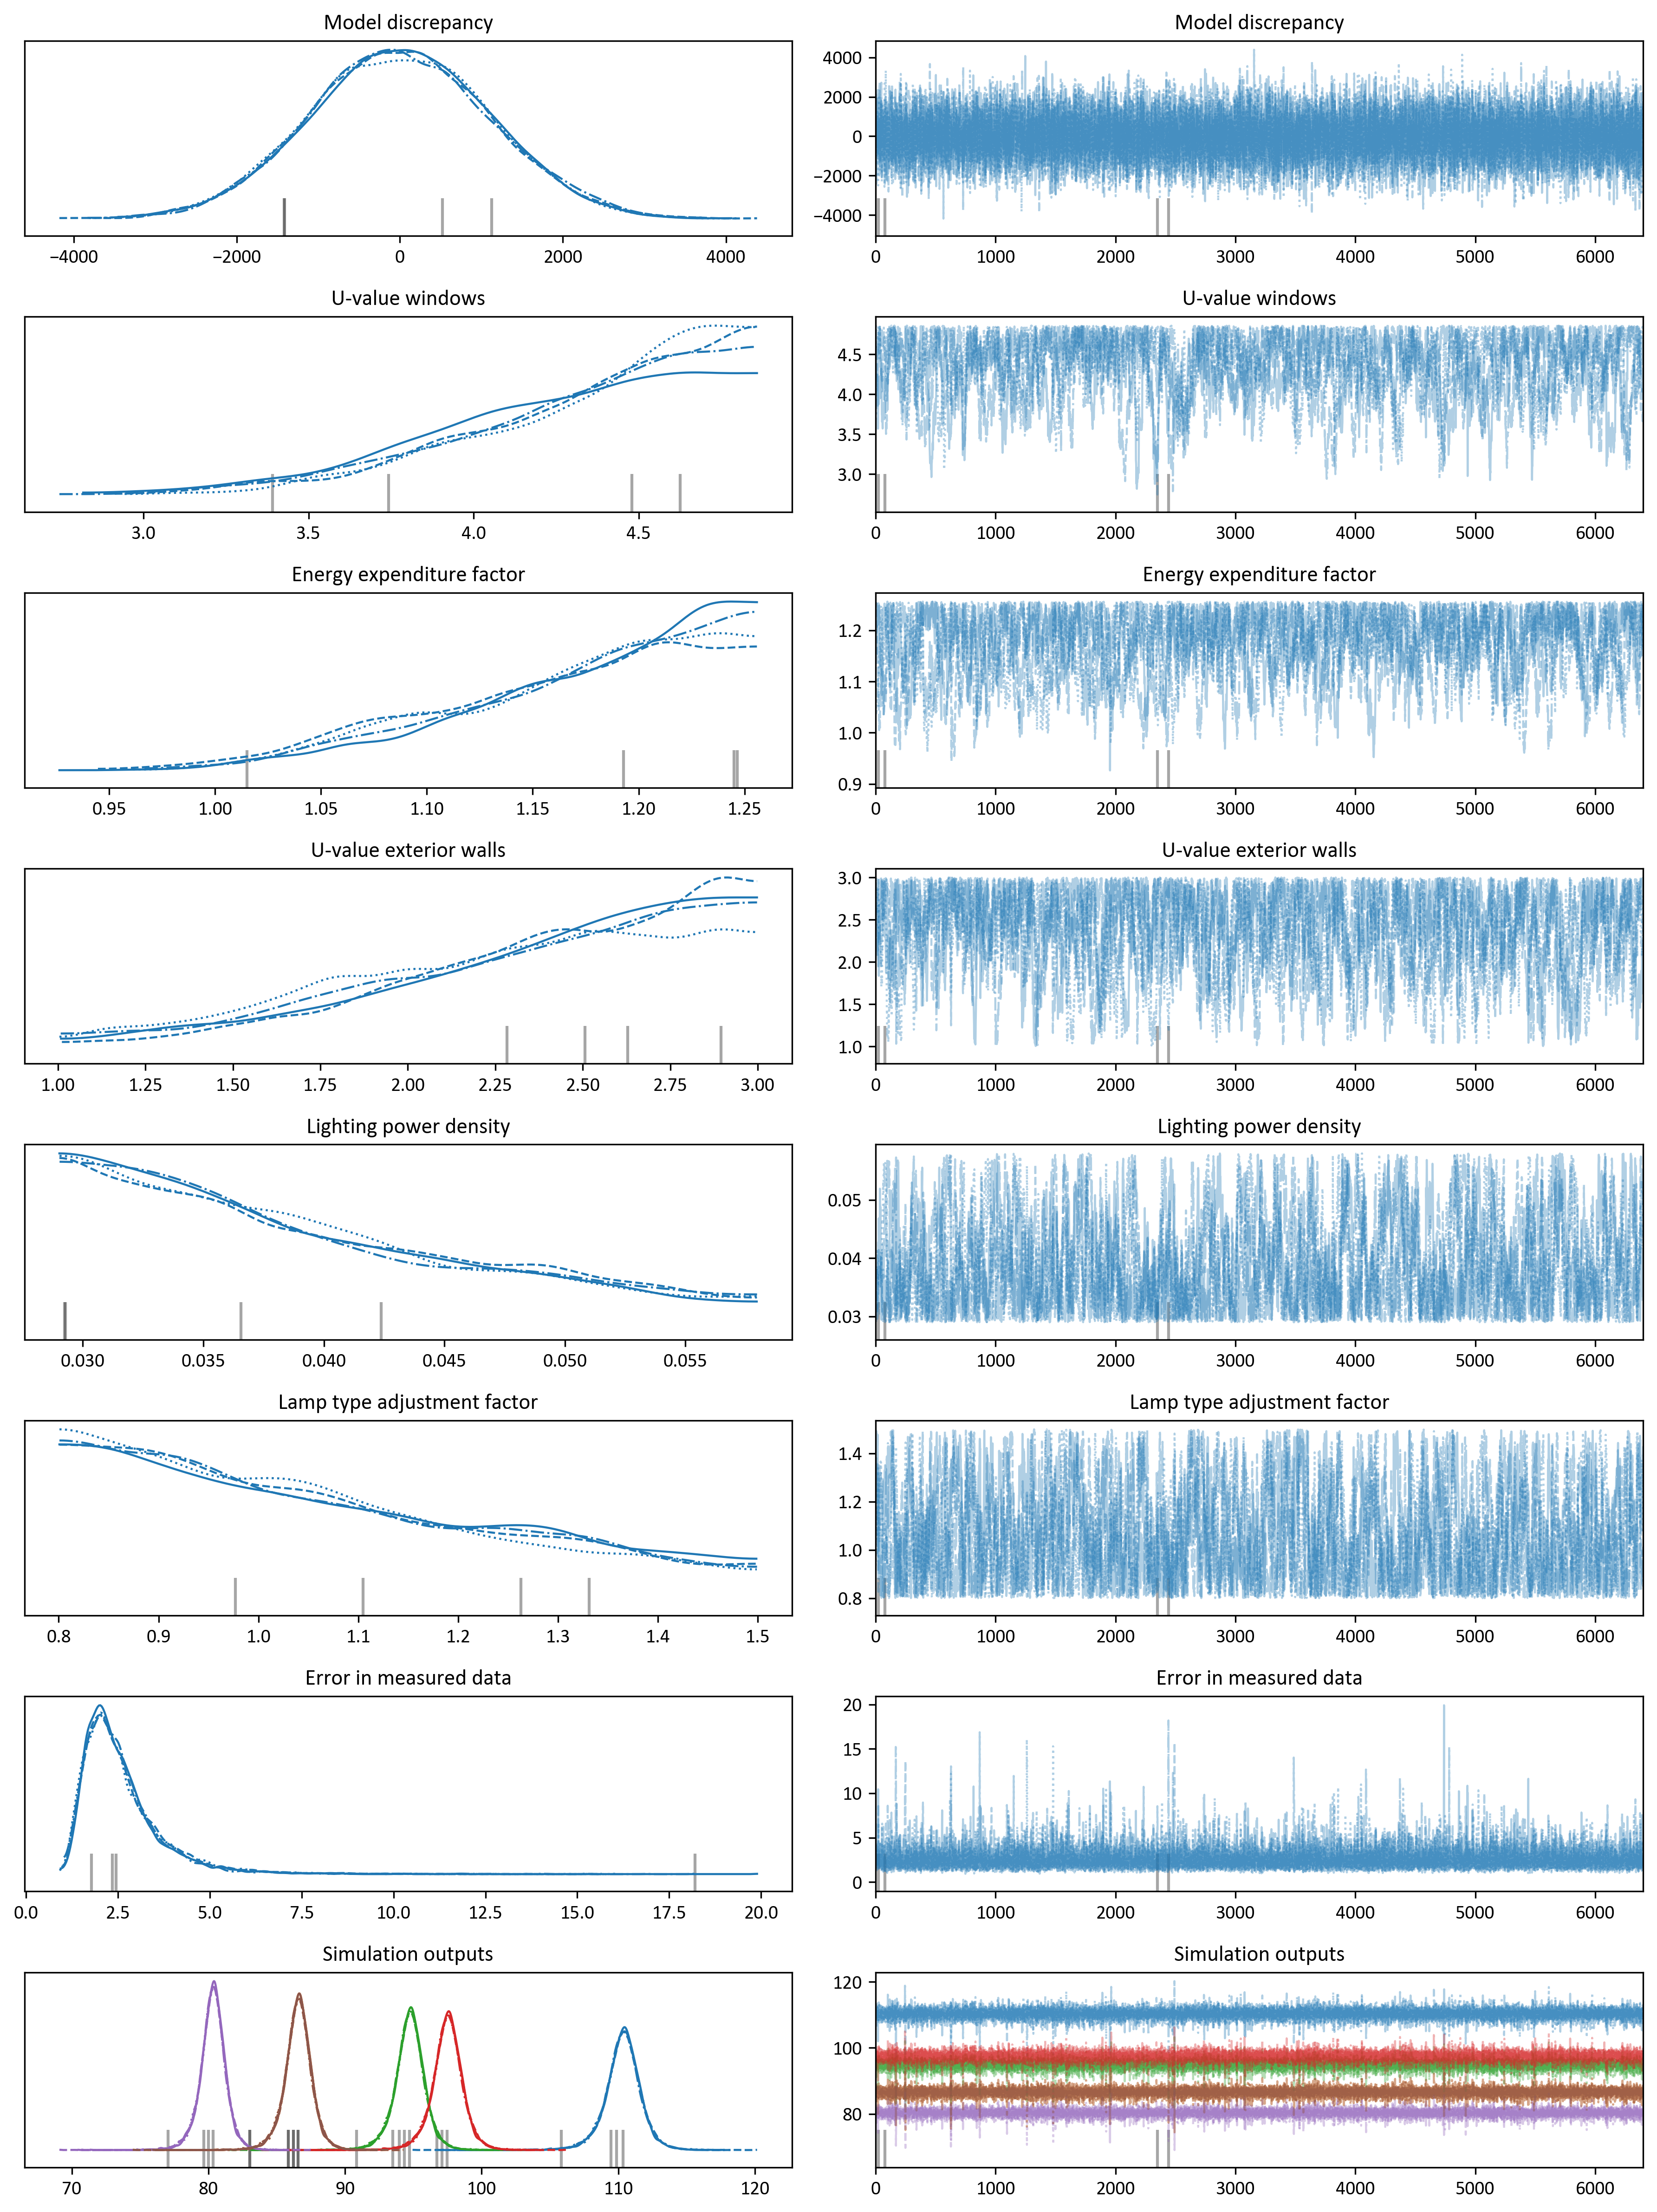 Model discrepancy
Model discrepancy
4000
2000
0
−2000
−4000
−4000 −2000 0 2000 4000
0 1000 2000 3000 4000 5000 6000
U-value windows
U-value windows
4.5
4.0
3.5
3.0
3.0 3.5 4.0 4.5
0 1000 2000 3000 4000 5000 6000
Energy expenditure factor
Energy expenditure factor
1.2
1.1
1.0
0.9
0.95 1.00 1.05 1.10 1.15 1.20 1.25
0 1000 2000 3000 4000 5000 6000
U-value exterior walls
U-value exterior walls
3.0
2.5
2.0
1.5
1.0
1.00 1.25 1.50 1.75 2.00 2.25 2.50 2.75 3.00
0 1000 2000 3000 4000 5000 6000
Lighting power density
Lighting power density
0.05
0.04
0.03
0.030 0.035 0.040 0.045 0.050 0.055
0 1000 2000 3000 4000 5000 6000
Lamp type adjustment factor
Lamp type adjustment factor
1.4
1.2
1.0
0.8
0.8 0.9 1.0 1.1 1.2 1.3 1.4 1.5
0 1000 2000 3000 4000 5000 6000
Error in measured data
Error in measured data
20
15
10
5
0
0.0 2.5 5.0 7.5 10.0 12.5 15.0 17.5 20.0
0 1000 2000 3000 4000 5000 6000
Simulation outputs
Simulation outputs
120
100
80
70 80 90 100 110 120
0 1000 2000 3000 4000 5000 6000